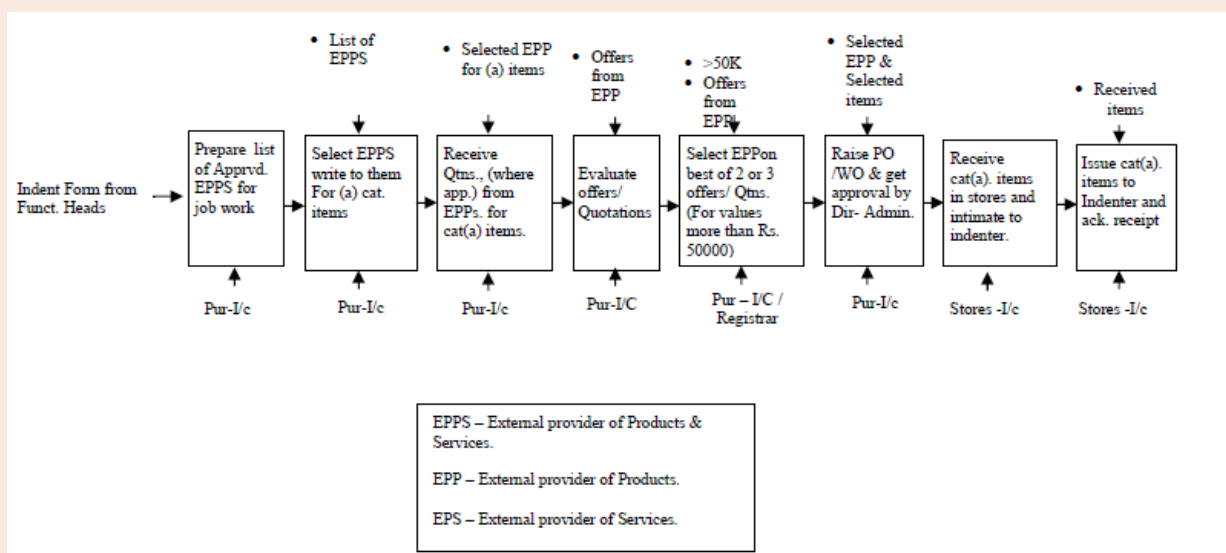 • List of
EPPS
• Selected EPP
for (a) items
• Offers
from
EPP
• >50K
• Offers
from
EPP
• Selected
EPP &
Selected
items
• Received
items
Indent Form from
Funct. Heads
Prepare list
of Apprvd.
EPPS for
job work
Select EPPS
write to them
For (a) cat.
items
Receive
Qtns., (where
app.) from
EPPs. for
cat(a) items.
Evaluate
offers/
Quotations
Select EPPon
best of 2 or 3
offers/ Qtns.
(For values
more than Rs.
50000)
Raise PO
/WO & get
approval by
Dir- Admin.
Receive
cat(a). items
in stores and
intimate to
indenter.
Issue cat(a).
items to
Indenter and
ack. receipt
Pur-I/c
Pur-I/c
Pur-I/c
Pur-I/C
Pur – I/C /
Registrar
Pur-I/c
Stores -I/c
Stores -I/c
EPPS – External provider of Products &
Services.
EPP – External provider of Products.
EPS – External provider of Services.